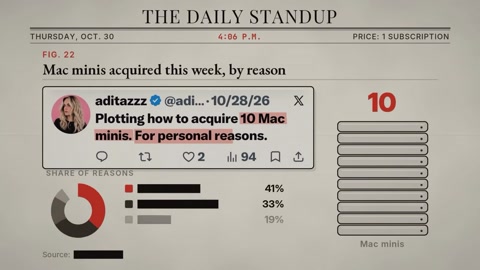 THE DAILY STANDUP
THURSDAY, OCT. 30
4:06 P.M.
PRICE: 1 SUBSCRIPTION
FIG. 22
Mac minis acquired this week, by reason
aditazzz @adi... · 10/28/26
Plotting how to acquire 10 Mac
minis. For personal reasons.
2
94
SHARE OF REASONS
41%
33%
19%
Source:
10
Mac minis